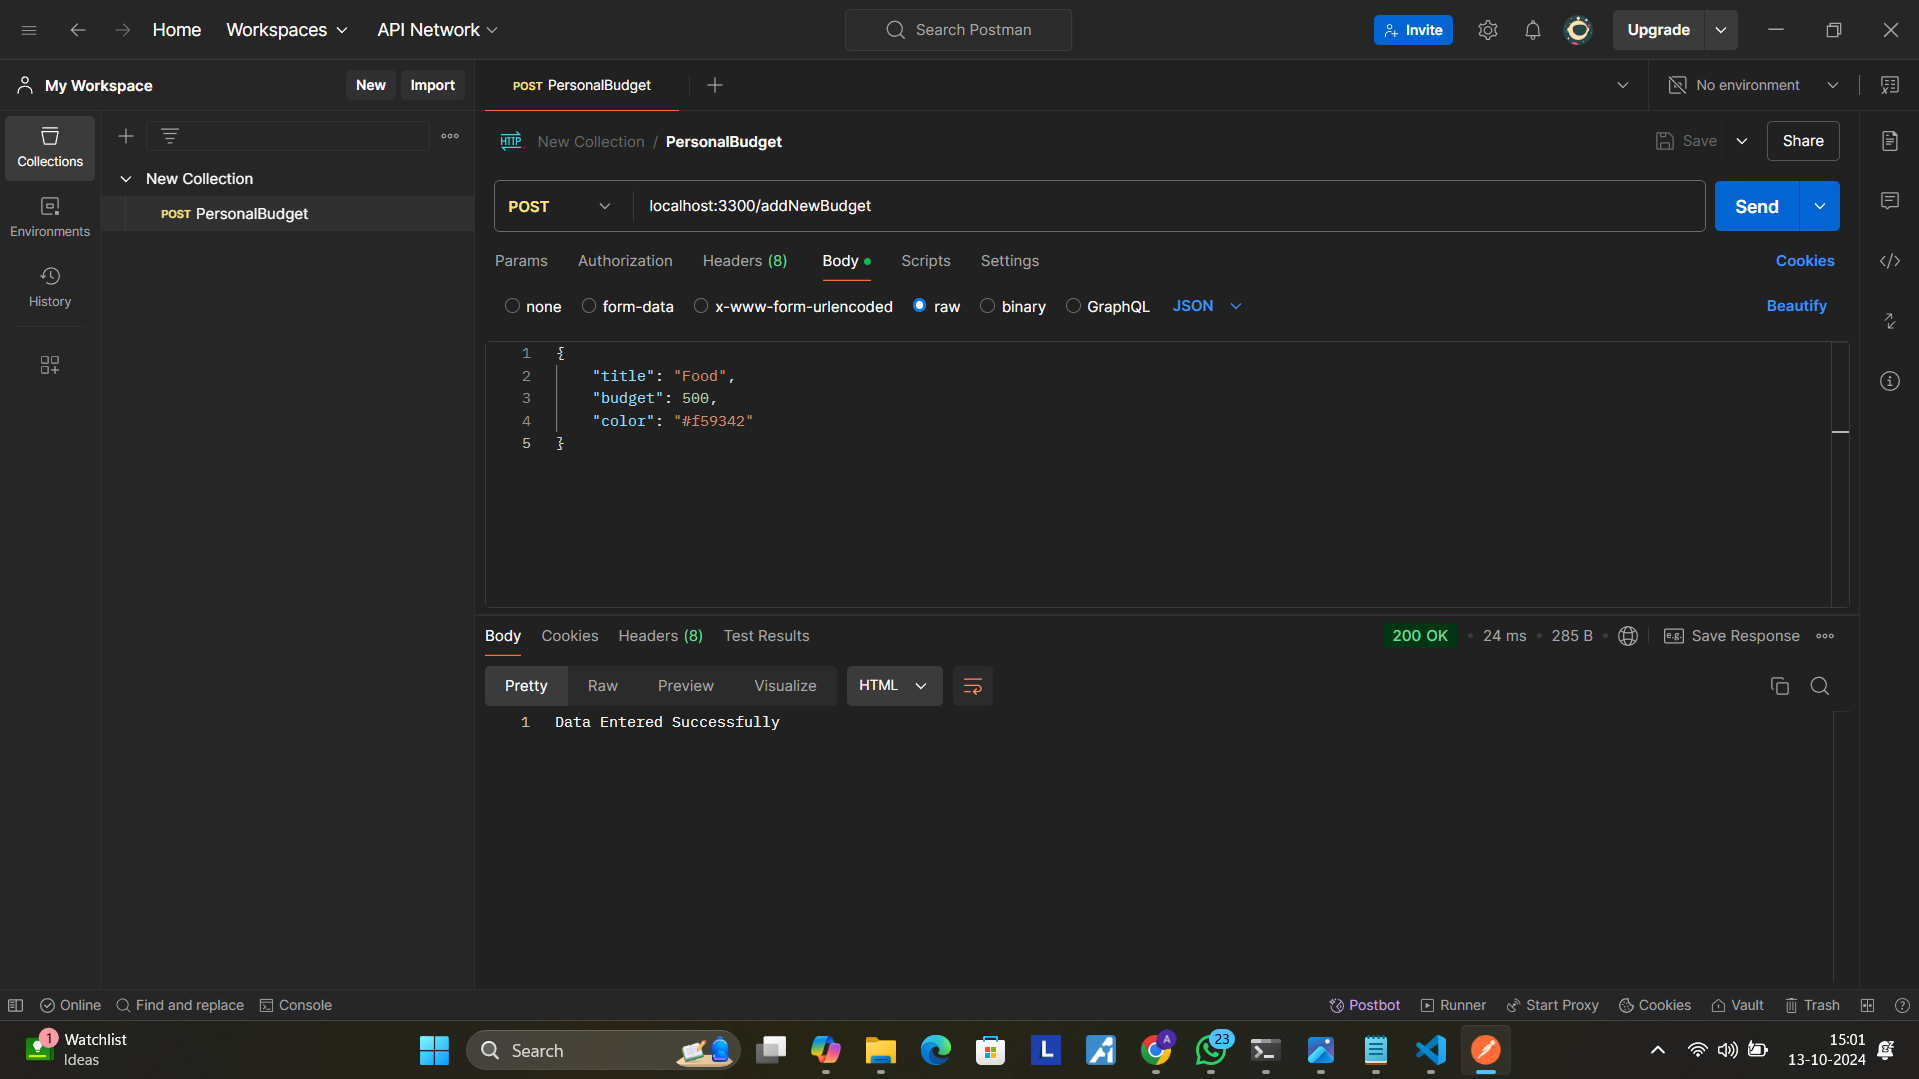 Home Workspaces API Network Search Postman Invite Upgrade
My Workspace New Import POST PersonalBudget No environment
Collections
New Collection
POST PersonalBudget
Environments
History
HTTP New Collection / PersonalBudget Save Share
POST localhost:3300/addNewBudget Send
Params Authorization Headers (8) Body Scripts Settings Cookies
none form-data x-www-form-urlencoded raw binary GraphQL JSON Beautify
1 {
2 "title": "Food",
3 "budget": 500,
4 "color": "#f59342"
5 }
Body Cookies Headers (8) Test Results 200 OK 24 ms 285 B e.g. Save Response
Pretty Raw Preview Visualize HTML
1 Data Entered Successfully
Online Find and replace Console Postbot Runner Start Proxy Cookies Vault Trash
1 Watchlist
Ideas
Search
L
A
23
15:01
13-10-2024